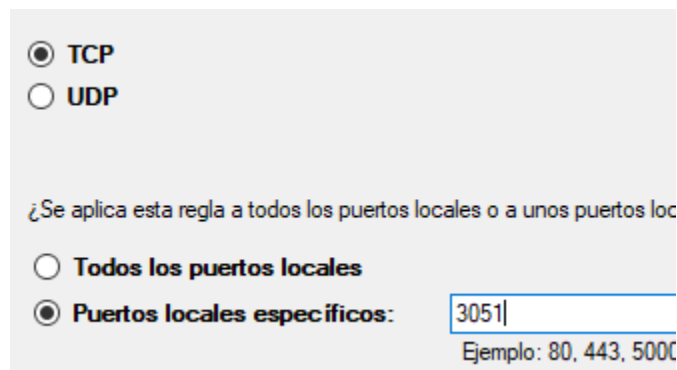 TCP
UDP
¿Se aplica esta regla a todos los puertos locales o a unos puertos
Todos los puertos locales
Puertos locales específicos: 3051
Ejemplo: 80, 443, 5000